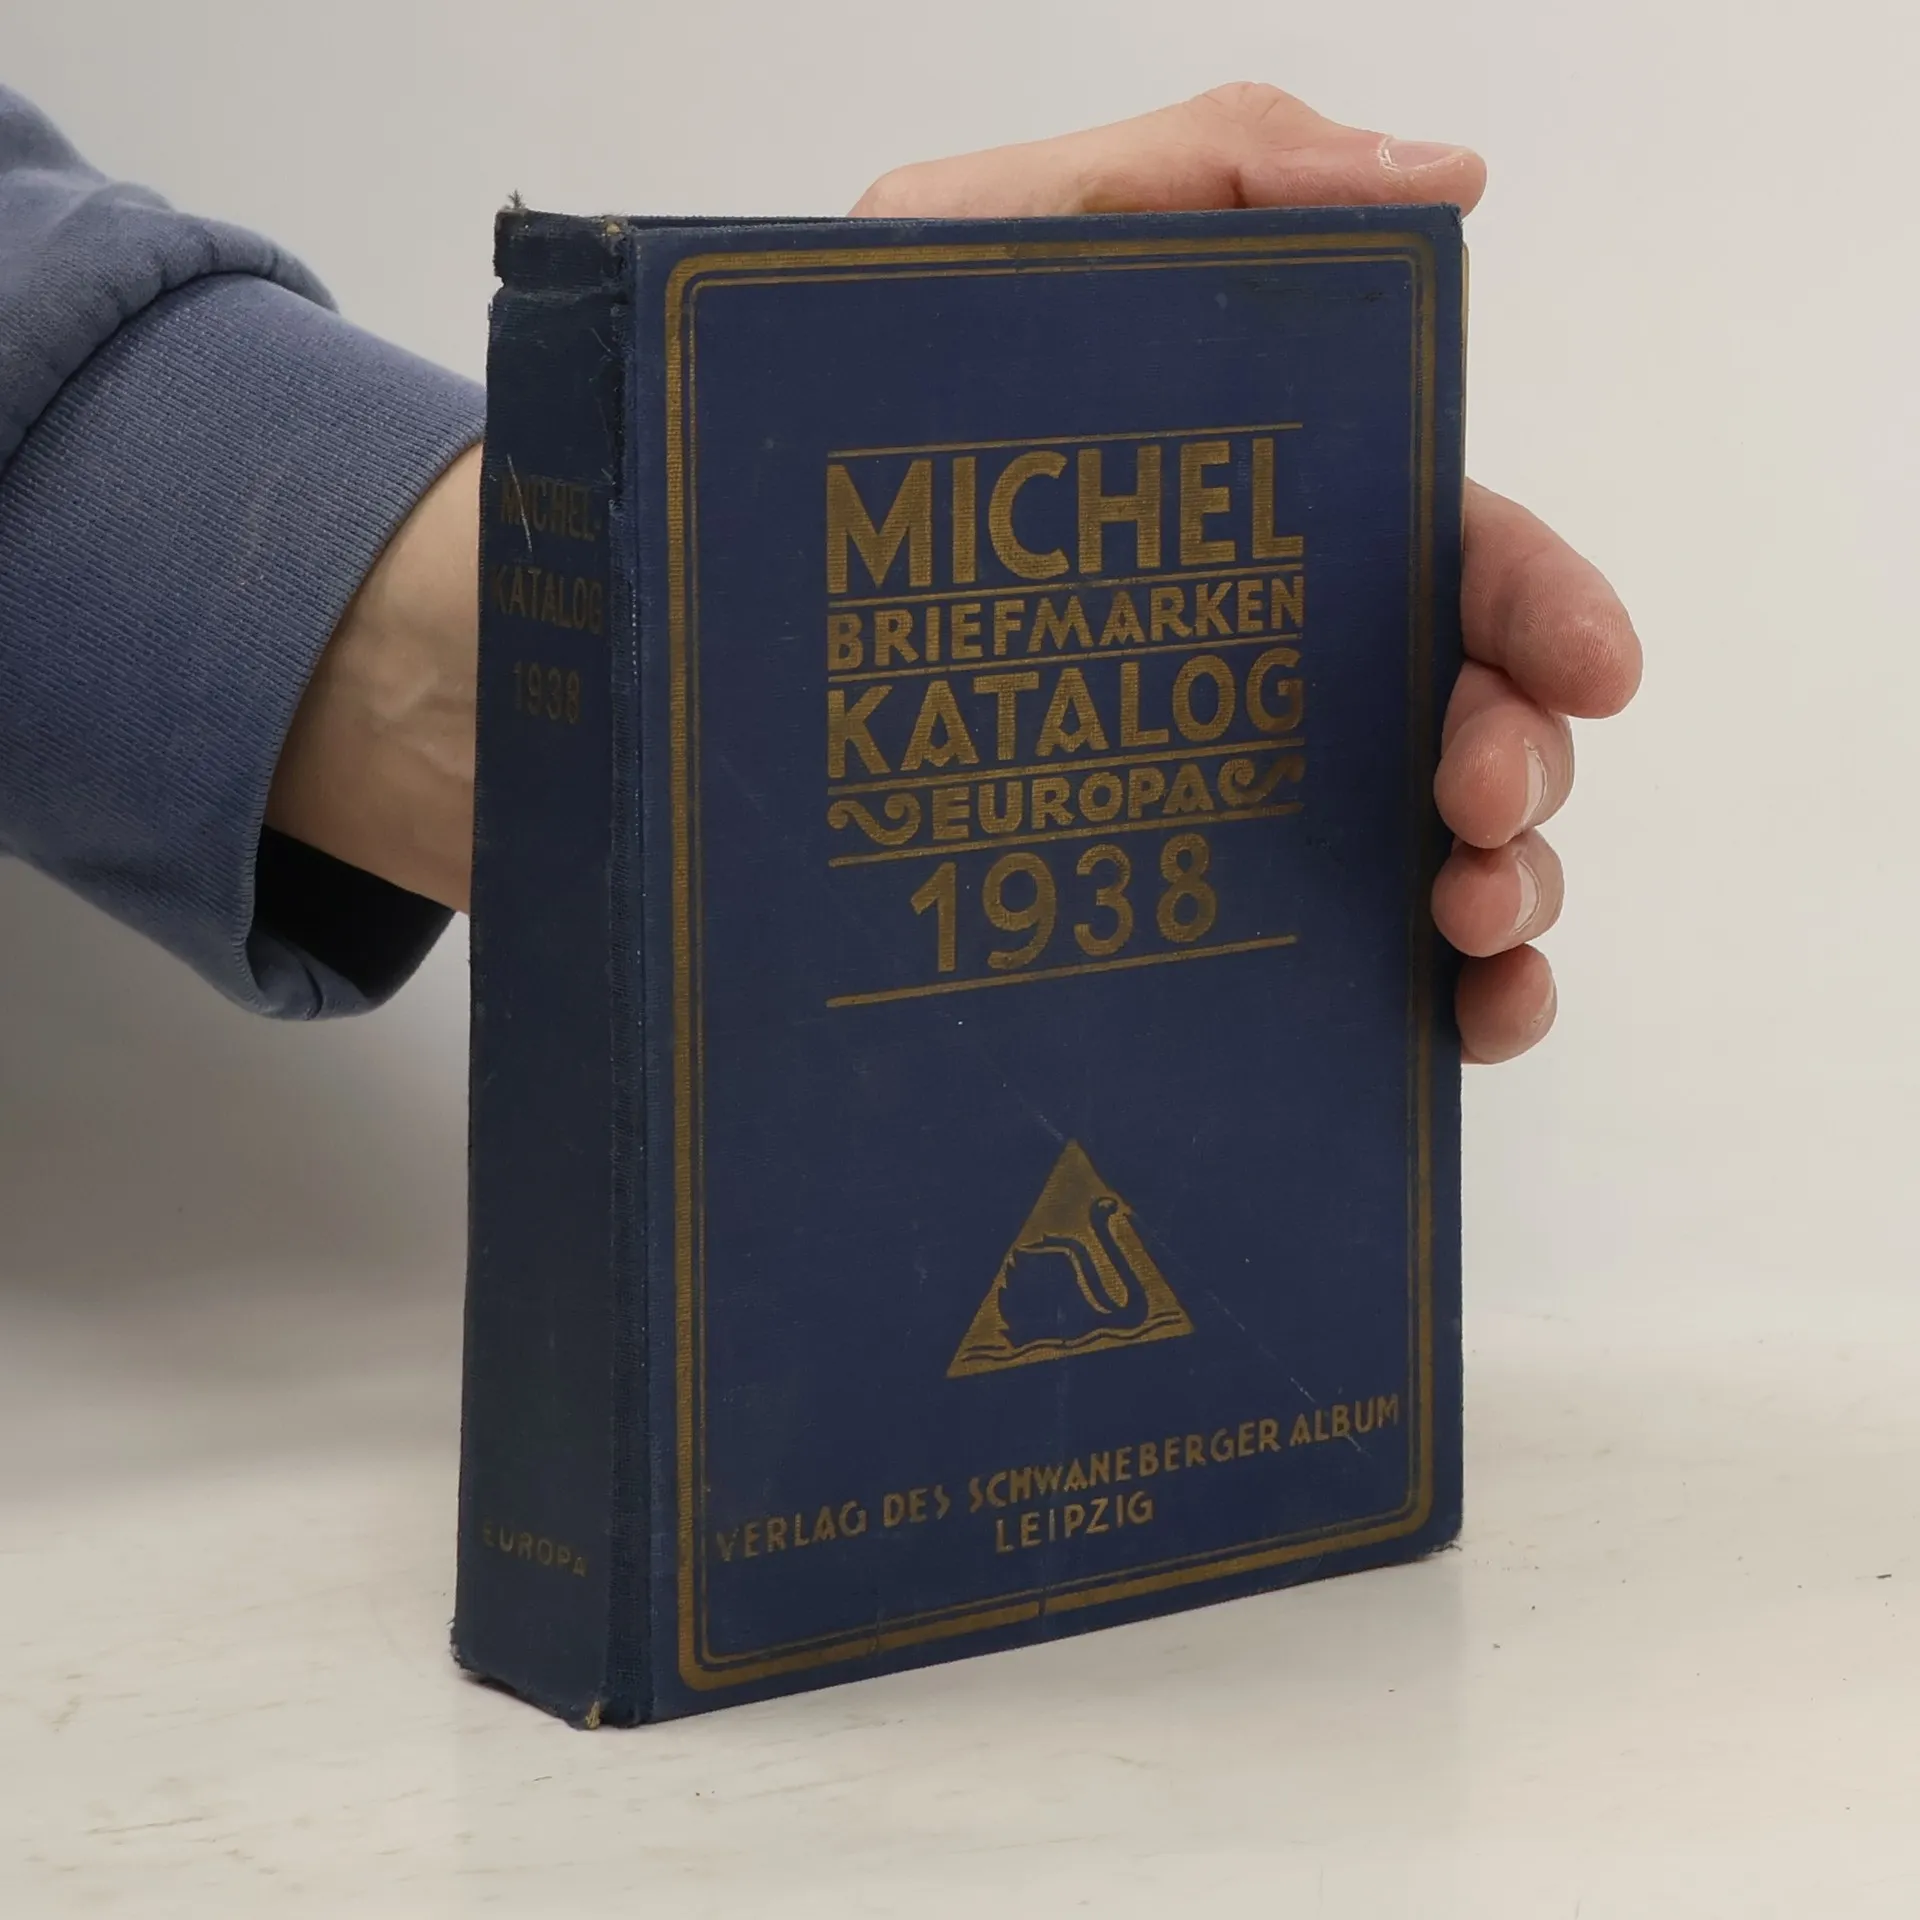 MICHEL-
KATALOG
1938
EUROPA
MICHEL
BRIEFMARKEN
KATALOG
EUROPA
1938
VERLAG DES SCHWANEBERGER ALBUM
LEIPZIG